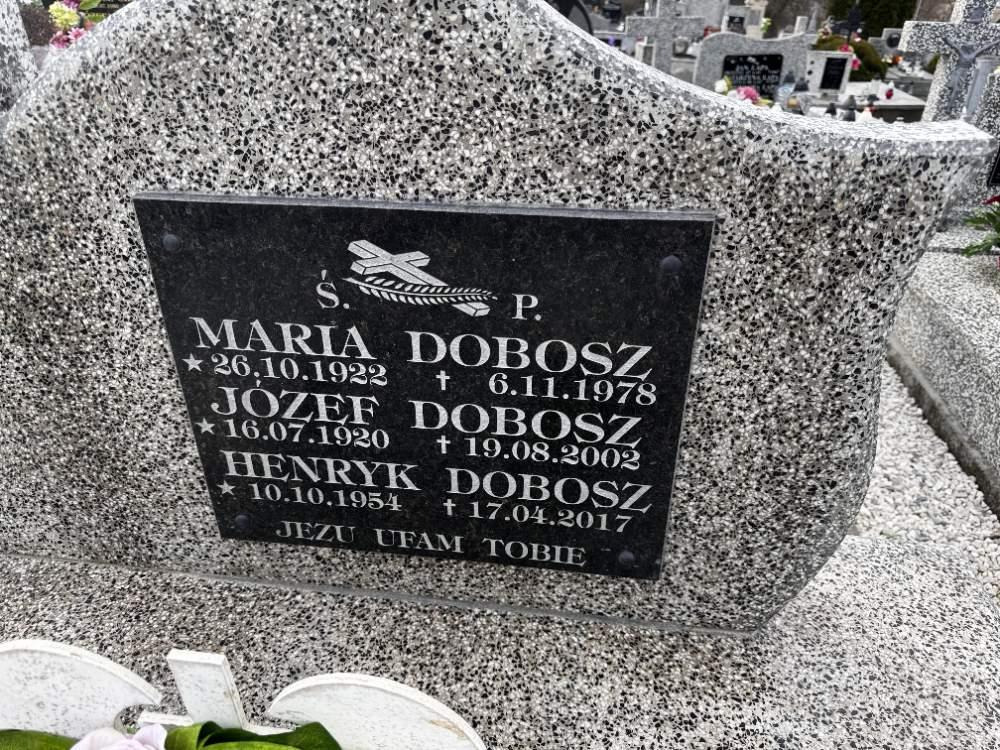 Ś. P.
MARIA DOBOSZ
★ 26.10.1922 † 6.11.1978
JÓZEF DOBOSZ
★ 16.07.1920 † 19.08.2002
HENRYK DOBOSZ
★ 10.10.1954 † 17.04.2017
JEZU UFAM TOBIE